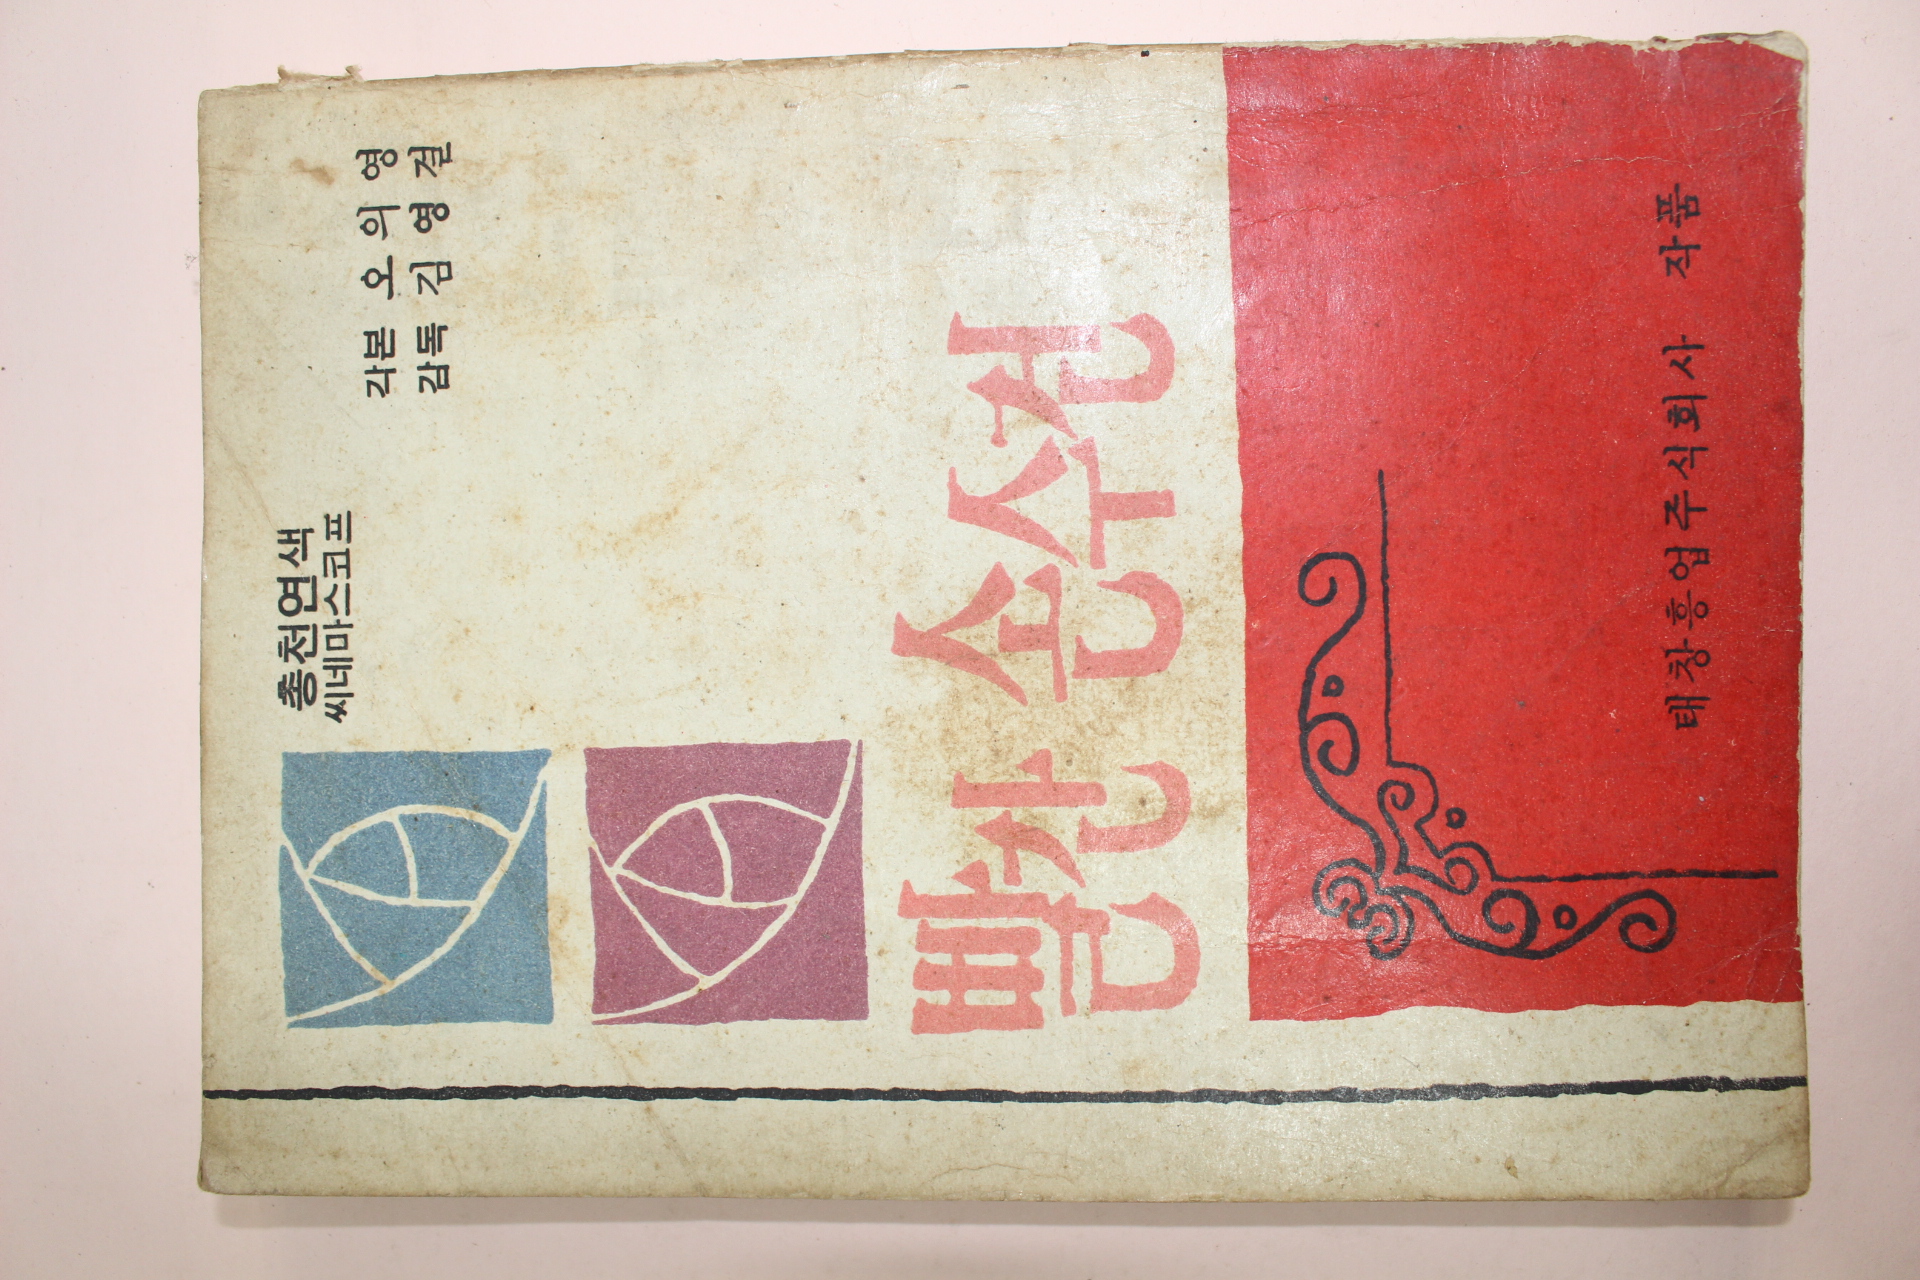 총천연색
씨네마스코프
각본 오의영
감독 김영걸
빨간 손수건
태창흥업주식회사 작품